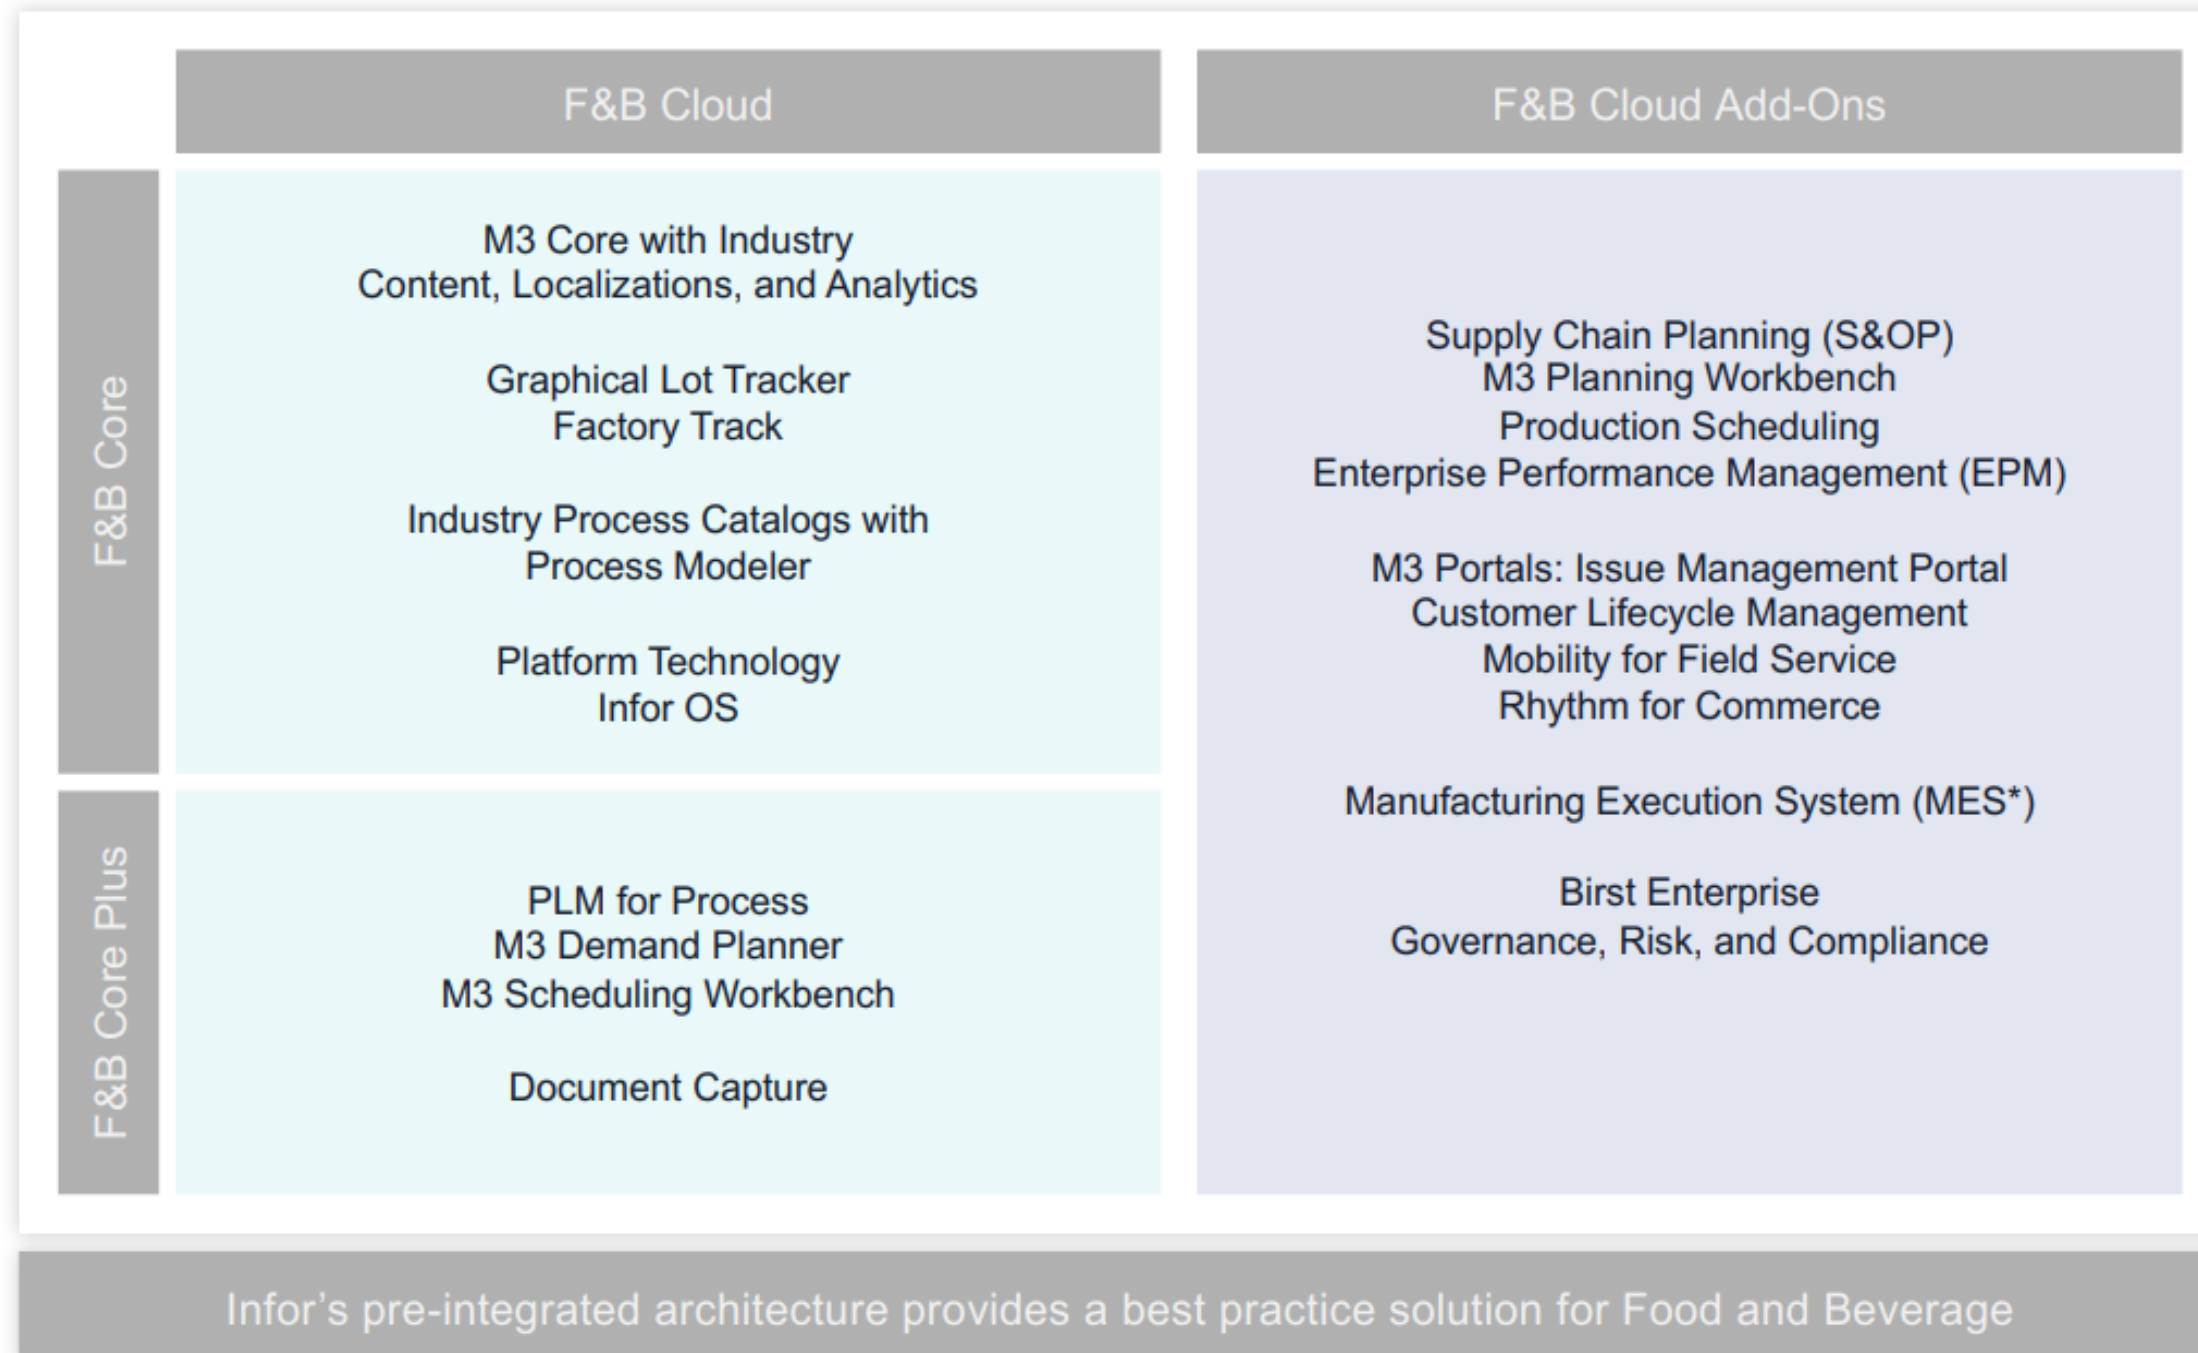 F&B Cloud
F&B Cloud Add-Ons
F&B Core
M3 Core with Industry
Content, Localizations, and Analytics
Graphical Lot Tracker
Factory Track
Industry Process Catalogs with
Process Modeler
Platform Technology
Infor OS
F&B Core Plus
PLM for Process
M3 Demand Planner
M3 Scheduling Workbench
Document Capture
Supply Chain Planning (S&OP)
M3 Planning Workbench
Production Scheduling
Enterprise Performance Management (EPM)
M3 Portals: Issue Management Portal
Customer Lifecycle Management
Mobility for Field Service
Rhythm for Commerce
Manufacturing Execution System (MES*)
Birst Enterprise
Governance, Risk, and Compliance
Infor’s pre-integrated architecture provides a best practice solution for Food and Beverage